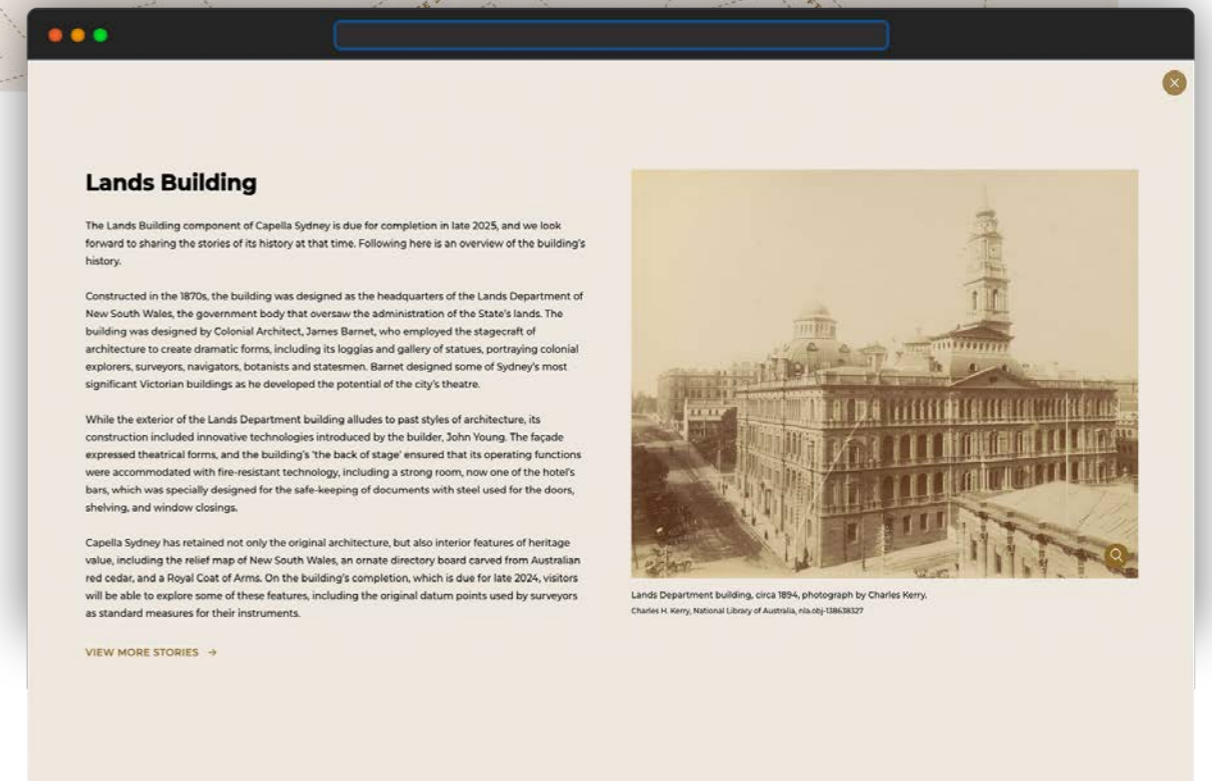 Lands Building
The Lands Building component of Capella Sydney is due for completion in late 2025, and we look
forward to sharing the stories of its history at that time. Following here is an overview of the building's
history.
Constructed in the 1870s, the building was designed as the headquarters of the Lands Department of
New South Wales, the government body that oversaw the administration of the State's lands. The
building was designed by Colonial Architect, James Barnet, who employed the stagecraft of
architecture to create dramatic forms, including its loggias and gallery of statues, portraying colonial
explorers, surveyors, navigators, botanists and statesmen. Barnet designed some of Sydney's most
significant Victorian buildings as he developed the potential of the city's theatre.
While the exterior of the Lands Department building alludes to past styles of architecture, its
construction included innovative technologies introduced by the builder, John Young. The façade
expressed theatrical forms, and the building's 'the back of stage' ensured that its operating functions
were accommodated with fire-resistant technology, including a strong room, now one of the hotel's
bars, which was specially designed for the safe-keeping of documents with steel used for the doors,
shelving, and window closings.
Capella Sydney has retained not only the original architecture, but also interior features of heritage
value, including the relief map of New South Wales, an ornate directory board carved from Australian
red cedar, and a Royal Coat of Arms. On the building's completion, which is due for late 2024, visitors
will be able to explore some of these features, including the original datum points used by surveyors
as standard measures for their instruments.
VIEW MORE STORIES →
Lands Department building, circa 1894, photograph by Charles Kerry.
Charles H. Kerry, National Library of Australia, nla.obj-138638327